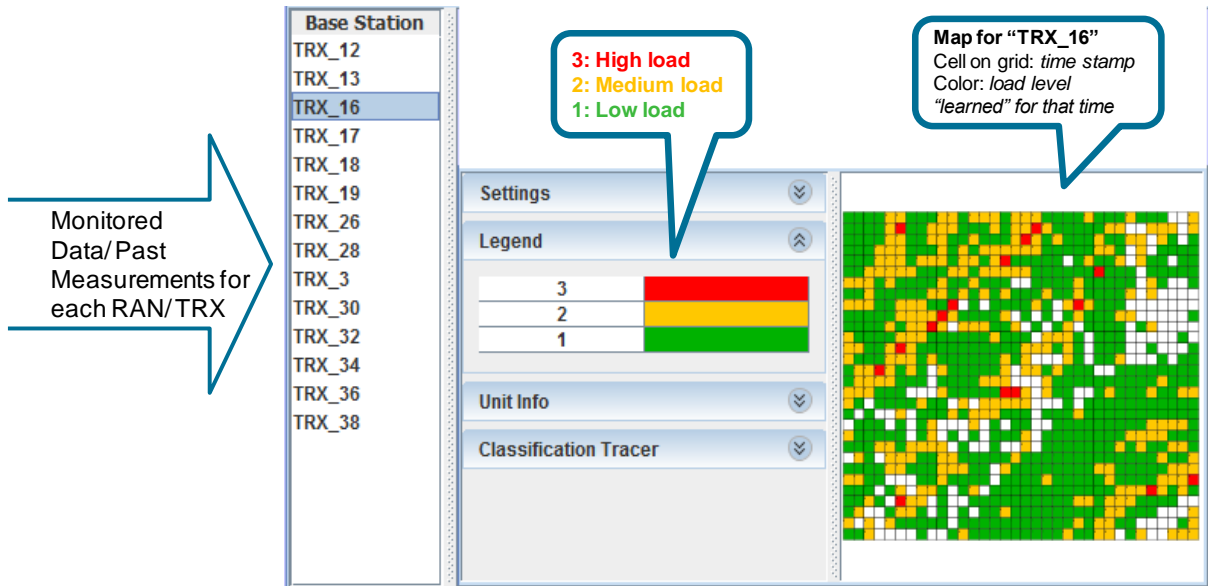 Monitored
Data/Past
Measurements for
each RAN/TRX
Base Station
TRX_12
TRX_13
TRX_16
TRX_17
TRX_18
TRX_19
TRX_26
TRX_28
TRX_3
TRX_30
TRX_32
TRX_34
TRX_36
TRX_38
3: High load
2: Medium load
1: Low load
Settings
Legend
3
2
1
Unit Info
Classification Tracer
Map for “TRX_16”
Cell on grid: time stamp
Color: load level
“learned” for that time